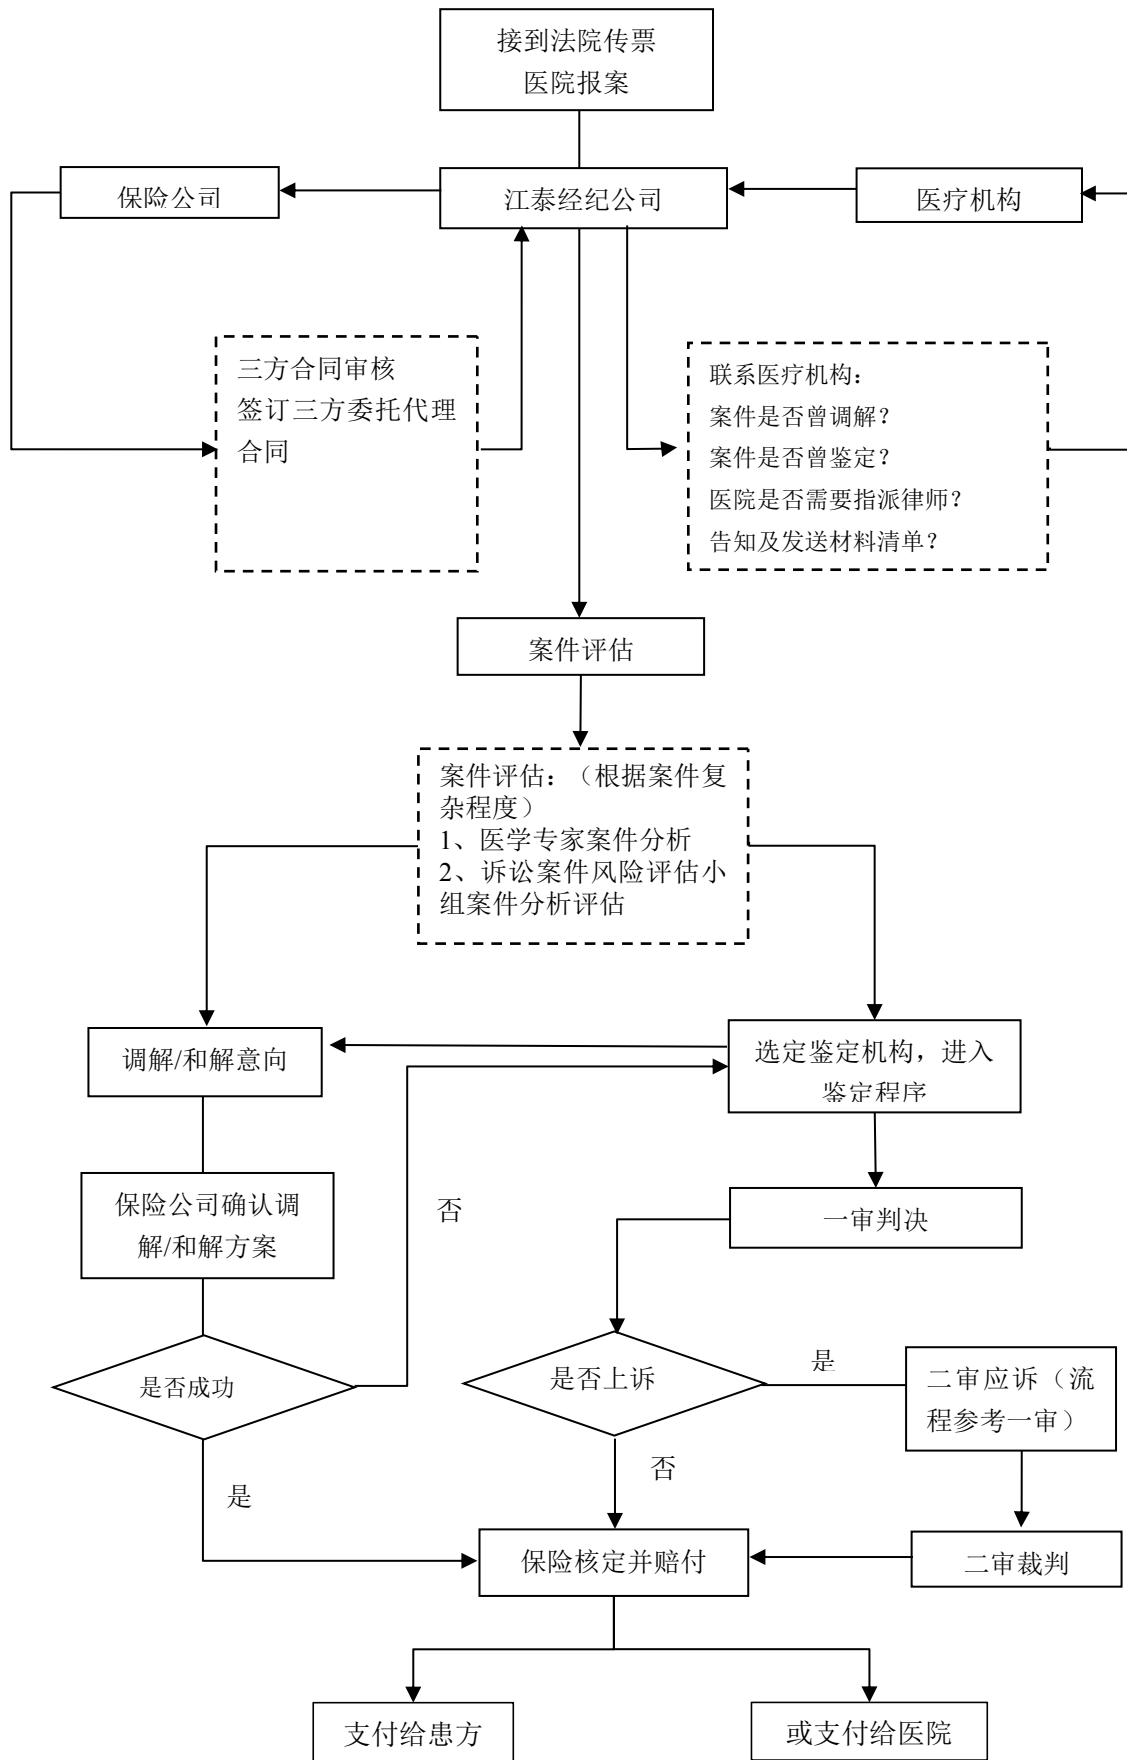 接到法院传票
医院报案
保险公司
江泰经纪公司
医疗机构
三方合同审核
签订三方委托代理
合同
联系医疗机构：
案件是否曾调解？
案件是否曾鉴定？
医院是否需要指派律师？
告知及发送材料清单？
案件评估
案件评估：（根据案件复
杂程度）
1、医学专家案件分析
2、诉讼案件风险评估小
组案件分析评估
调解/和解意向
选定鉴定机构，进入
鉴定程序
保险公司确认调
解/和解方案
否
一审判决
是否成功
是否上诉
是
二审应诉（流
程参考一审）
是
否
保险核定并赔付
二审裁判
支付给患方
或支付给医院